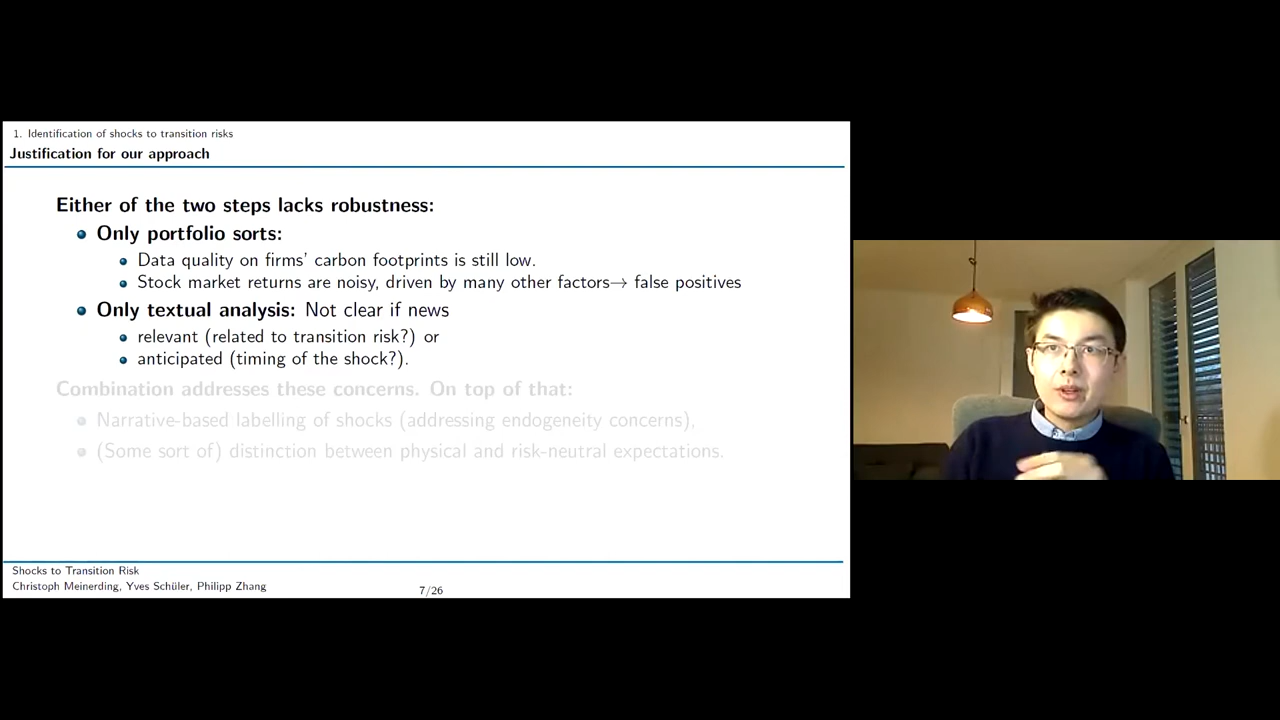 1. Identification of shocks to transition risks
Justification for our approach
Either of the two steps lacks robustness:
Only portfolio sorts:
Data quality on firms' carbon footprints is still low.
Stock market returns are noisy, driven by many other factors→ false positives
Only textual analysis: Not clear if news
relevant (related to transition risk?) or
anticipated (timing of the shock?).
Combination addresses these concerns. On top of that:
Narrative-based labelling of shocks (addressing endogeneity concerns),
(Some sort of) distinction between physical and risk-neutral expectations.
Shocks to Transition Risk
Christoph Meinerding, Yves Schüler, Philipp Zhang
7/26